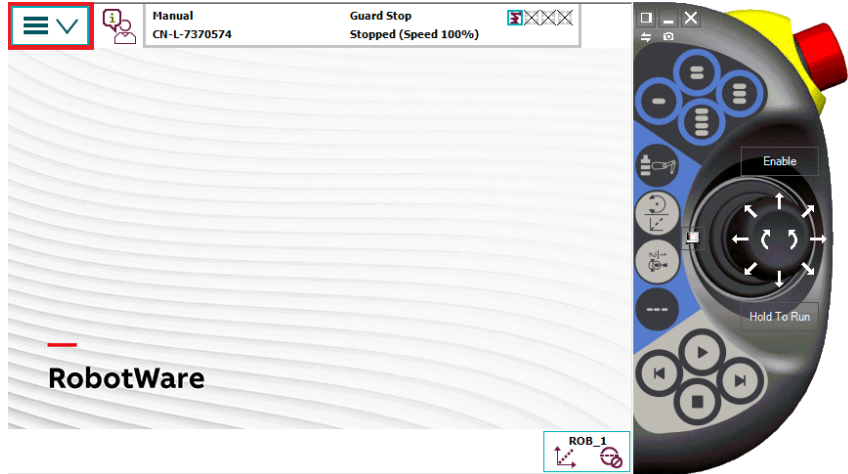 Manual
CN-L-7370574
Guard Stop
Stopped (Speed 100%)
Enable
Hold To Run
RobotWare
ROB_1